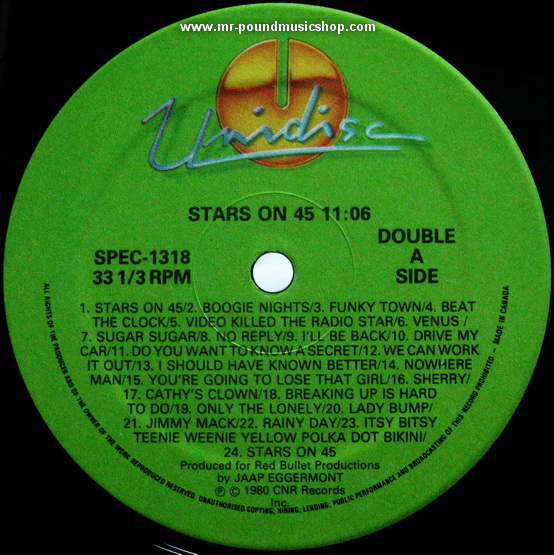 www.mr-poundmusicshop.com
Unidisc
STARS ON 45 11:06
SPEC-1318
33 1/3 RPM
DOUBLE
A
SIDE
1. STARS ON 45/2. BOOGIE NIGHTS/3. FUNKY TOWN/4. BEAT
THE CLOCK/5. VIDEO KILLED THE RADIO STAR/6. VENUS /
7. SUGAR SUGAR/8. NO REPLY/9. I'LL BE BACK/10. DRIVE MY
CAR/11. DO YOU WANT TO KNOW A SECRET/12. WE CAN WORK
IT OUT/13. I SHOULD HAVE KNOWN BETTER/14. NOWHERE
MAN/15. YOU'RE GOING TO LOSE THAT GIRL/16. SHERRY/
17. CATHY'S CLOWN/18. BREAKING UP IS HARD
TO DO/19. ONLY THE LONELY/20. LADY BUMP/
21. JIMMY MACK/22. RAINY DAY/23. ITSY BITSY
TEENIE WEENIE YELLOW POLKA DOT BIKINI/
24. STARS ON 45
Produced for Red Bullet Productions
by JAAP EGGERMONT
Ⓟ © 1980 CNR Records
Inc.
ALL RIGHTS OF THE PRODUCER AND OF THE OWNER OF THE WORK REPRODUCED RESERVED. UNAUTHORISED COPYING, HIRING, LENDING, PUBLIC PERFORMANCE AND BROADCASTING OF THIS RECORD PROHIBITED - MADE IN CANADA